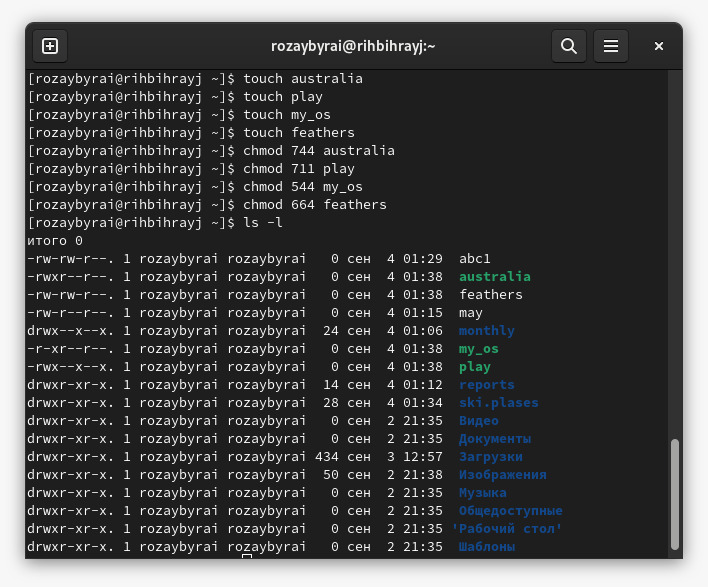 rozaybyrai@rihbihrayj:~
[rozaybyrai@rihbihrayj ~]$ touch australia
[rozaybyrai@rihbihrayj ~]$ touch play
[rozaybyrai@rihbihrayj ~]$ touch my_os
[rozaybyrai@rihbihrayj ~]$ touch feathers
[rozaybyrai@rihbihrayj ~]$ chmod 744 australia
[rozaybyrai@rihbihrayj ~]$ chmod 711 play
[rozaybyrai@rihbihrayj ~]$ chmod 544 my_os
[rozaybyrai@rihbihrayj ~]$ chmod 664 feathers
[rozaybyrai@rihbihrayj ~]$ ls -l
итого 0
-rw-rw-r--. 1 rozaybyrai rozaybyrai   0 сен  4 01:29  abc1
-rwxr--r--. 1 rozaybyrai rozaybyrai   0 сен  4 01:38  australia
-rw-rw-r--. 1 rozaybyrai rozaybyrai   0 сен  4 01:38  feathers
-rw-r--r--. 1 rozaybyrai rozaybyrai   0 сен  4 01:15  may
drwx--x--x. 1 rozaybyrai rozaybyrai  24 сен  4 01:06  monthly
-r-xr--r--. 1 rozaybyrai rozaybyrai   0 сен  4 01:38  my_os
-rwx--x--x. 1 rozaybyrai rozaybyrai   0 сен  4 01:38  play
drwxr-xr-x. 1 rozaybyrai rozaybyrai  14 сен  4 01:12  reports
drwxr-xr-x. 1 rozaybyrai rozaybyrai  28 сен  4 01:34  ski.plases
drwxr-xr-x. 1 rozaybyrai rozaybyrai   0 сен  2 21:35  Видео
drwxr-xr-x. 1 rozaybyrai rozaybyrai   0 сен  2 21:35  Документы
drwxr-xr-x. 1 rozaybyrai rozaybyrai 434 сен  3 12:57  Загрузки
drwxr-xr-x. 1 rozaybyrai rozaybyrai  50 сен  2 21:38  Изображения
drwxr-xr-x. 1 rozaybyrai rozaybyrai   0 сен  2 21:35  Музыка
drwxr-xr-x. 1 rozaybyrai rozaybyrai   0 сен  2 21:35  Общедоступные
drwxr-xr-x. 1 rozaybyrai rozaybyrai   0 сен  2 21:35 'Рабочий стол'
drwxr-xr-x. 1 rozaybyrai rozaybyrai   0 сен  2 21:35  Шаблоны